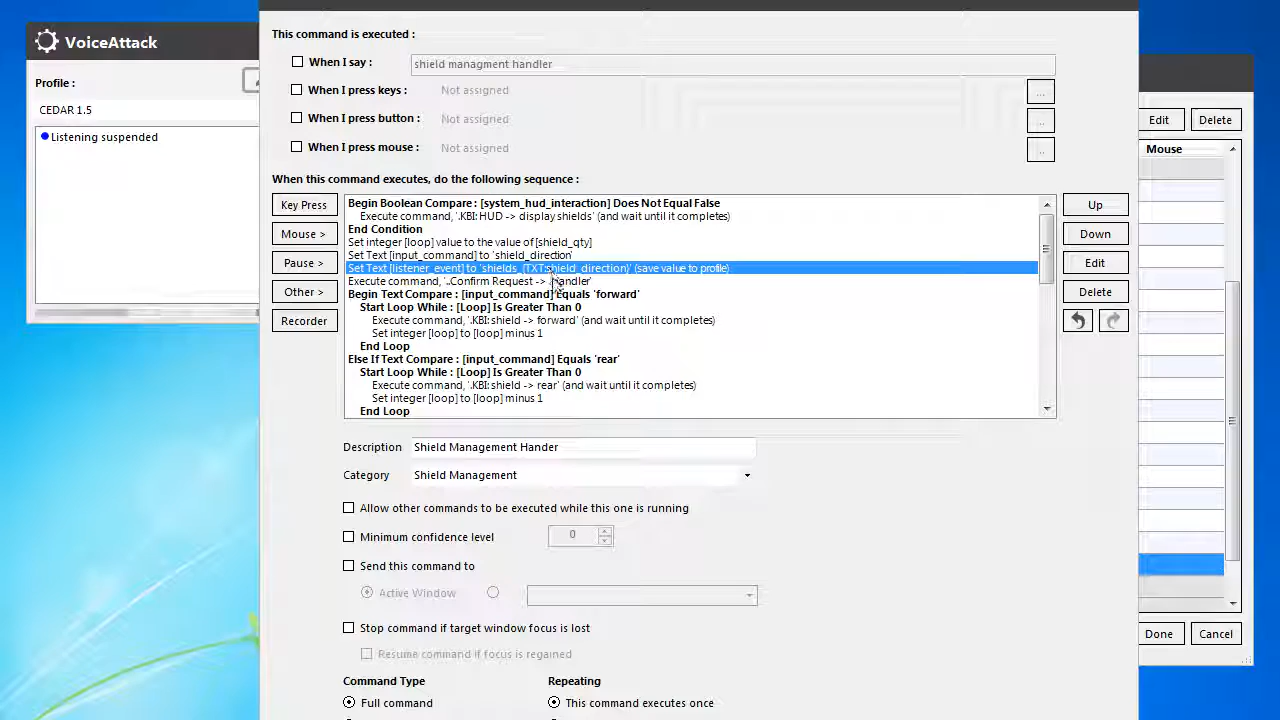 VoiceAttack
Profile :
CEDAR 1.5
Listening suspended
This command is executed :
When I say :
shield managment handler
When I press keys :
Not assigned
...
When I press button :
Not assigned
...
When I press mouse :
Not assigned
...
When this command executes, do the following sequence :
Key Press
Mouse >
Pause >
Other >
Recorder
Begin Boolean Compare : [system_hud_interaction] Does Not Equal False
Execute command, '.KBI: HUD -> display shields' (and wait until it completes)
End Condition
Set integer [loop] value to the value of [shield_qty]
Set Text [input_command] to 'shield_direction'
Set Text [listener_event] to 'shields_{TXT:shield_direction}' (save value to profile)
Execute command, '..Confirm Request -> .handler'
Begin Text Compare : [input_command] Equals 'forward'
Start Loop While : [Loop] Is Greater Than 0
Execute command, '.KBI: shield -> forward' (and wait until it completes)
Set integer [loop] to [loop] minus 1
End Loop
Else If Text Compare : [input_command] Equals 'rear'
Start Loop While : [Loop] Is Greater Than 0
Execute command, '.KBI: shield -> rear' (and wait until it completes)
Set integer [loop] to [loop] minus 1
End Loop
Up
Down
Edit
Delete
Description
Shield Management Hander
Category
Shield Management
Allow other commands to be executed while this one is running
Minimum confidence level
0
Send this command to
Active Window
Stop command if target window focus is lost
Resume command if focus is regained
Command Type
Repeating
Full command
This command executes once
Edit
Delete
Mouse
Done
Cancel